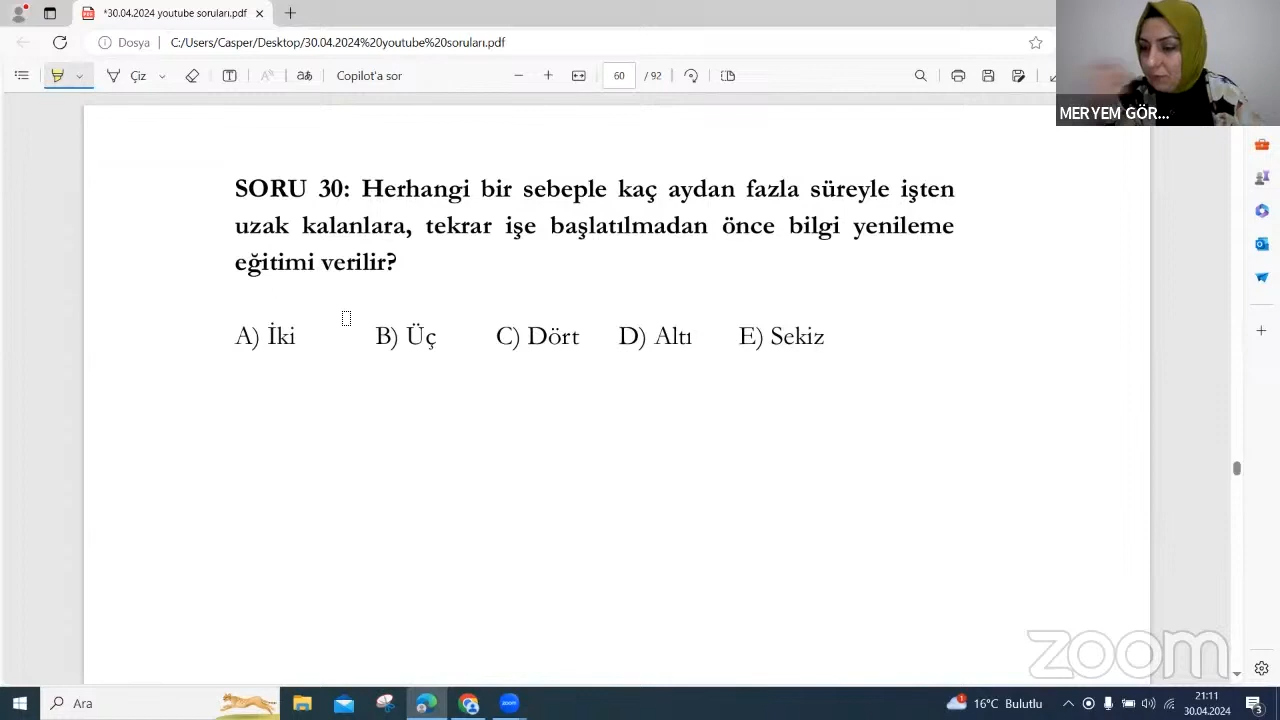 *30.04.2024 youtube soruları.pdf
Dosya C:/Users/Casper/Desktop/30.04.2024%20youtube%20soruları.pdf
Çiz Copilot'a sor 60 / 92
MERYEM GÖR...
SORU 30: Herhangi bir sebeple kaç aydan fazla süreyle işten
uzak kalanlara, tekrar işe başlatılmadan önce bilgi yenileme
eğitimi verilir?
A) İki B) Üç C) Dört D) Altı E) Sekiz
zoom
Ara
zoom
1
16°C Bulutlu
21:11
30.04.2024
3